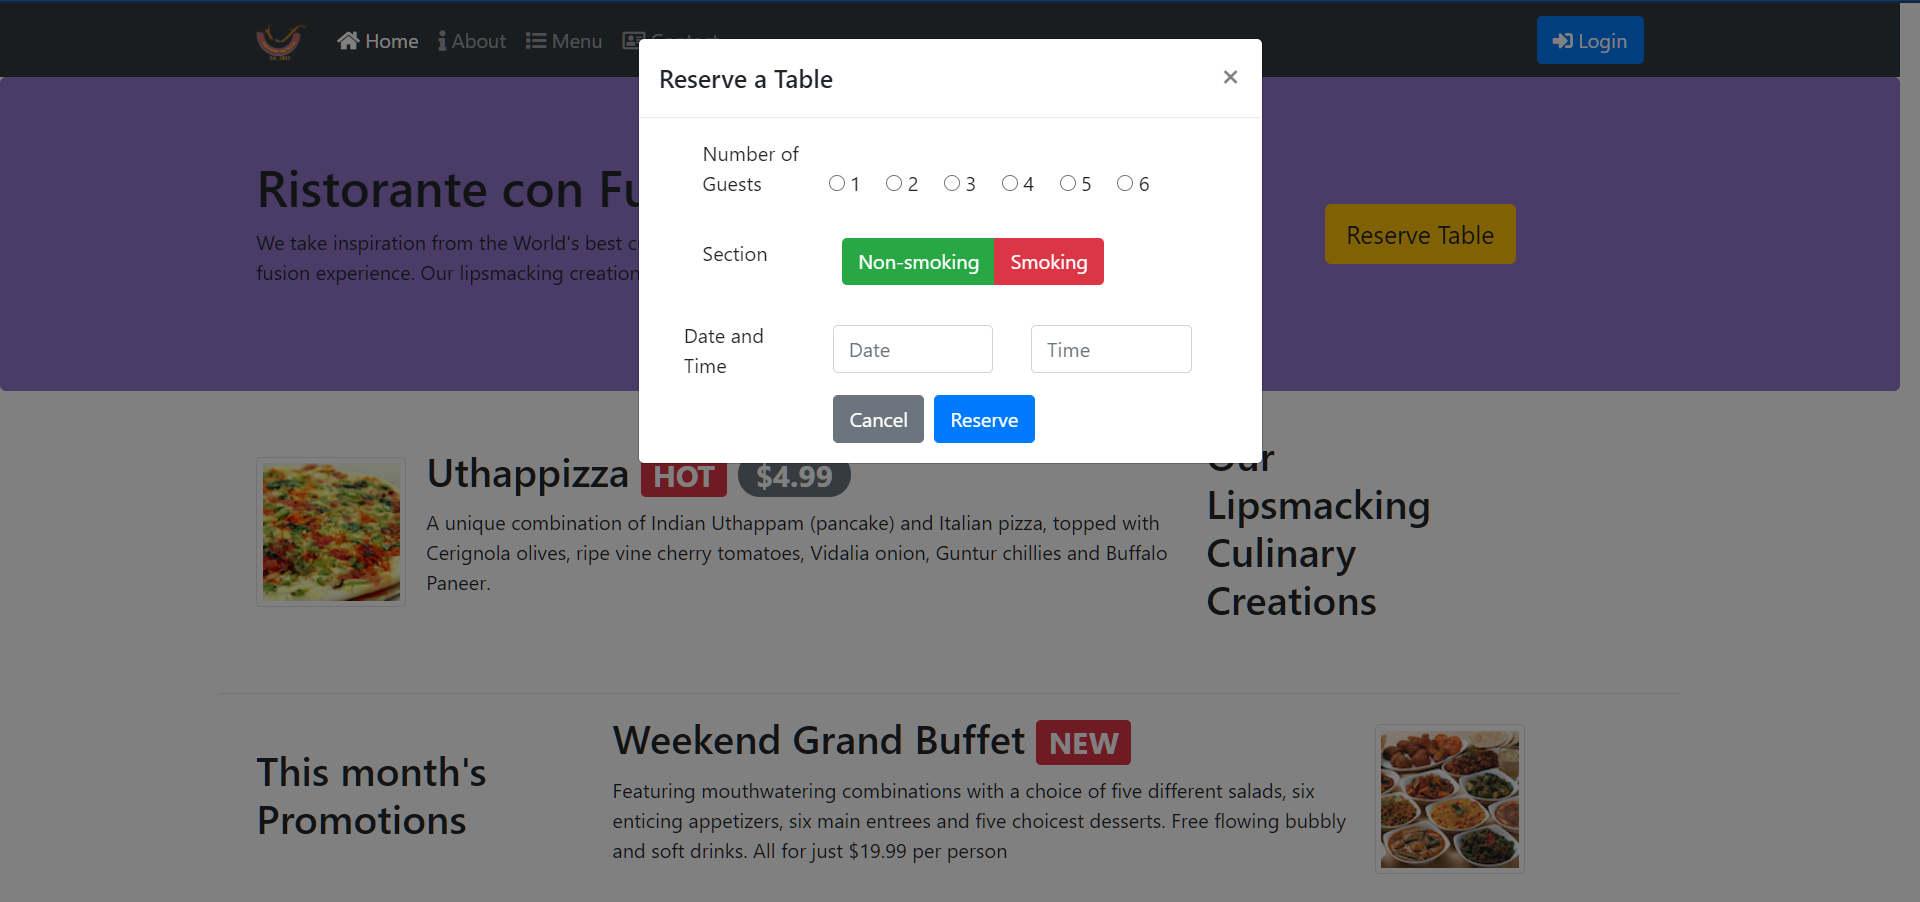 Home About Menu Contact
Login
Reserve a Table ×
Number of
Guests
1 2 3 4 5 6
Section
Non-smoking Smoking
Date and
Time
Date Time
Cancel Reserve
Ristorante con Fu
We take inspiration from the World's best c
fusion experience. Our lipsmacking creation
Reserve Table
Uthappizza HOT $4.99
A unique combination of Indian Uthappam (pancake) and Italian pizza, topped with
Cerignola olives, ripe vine cherry tomatoes, Vidalia onion, Guntur chillies and Buffalo
Paneer.
Our
Lipsmacking
Culinary
Creations
This month's
Promotions
Weekend Grand Buffet NEW
Featuring mouthwatering combinations with a choice of five different salads, six
enticing appetizers, six main entrees and five choicest desserts. Free flowing bubbly
and soft drinks. All for just $19.99 per person